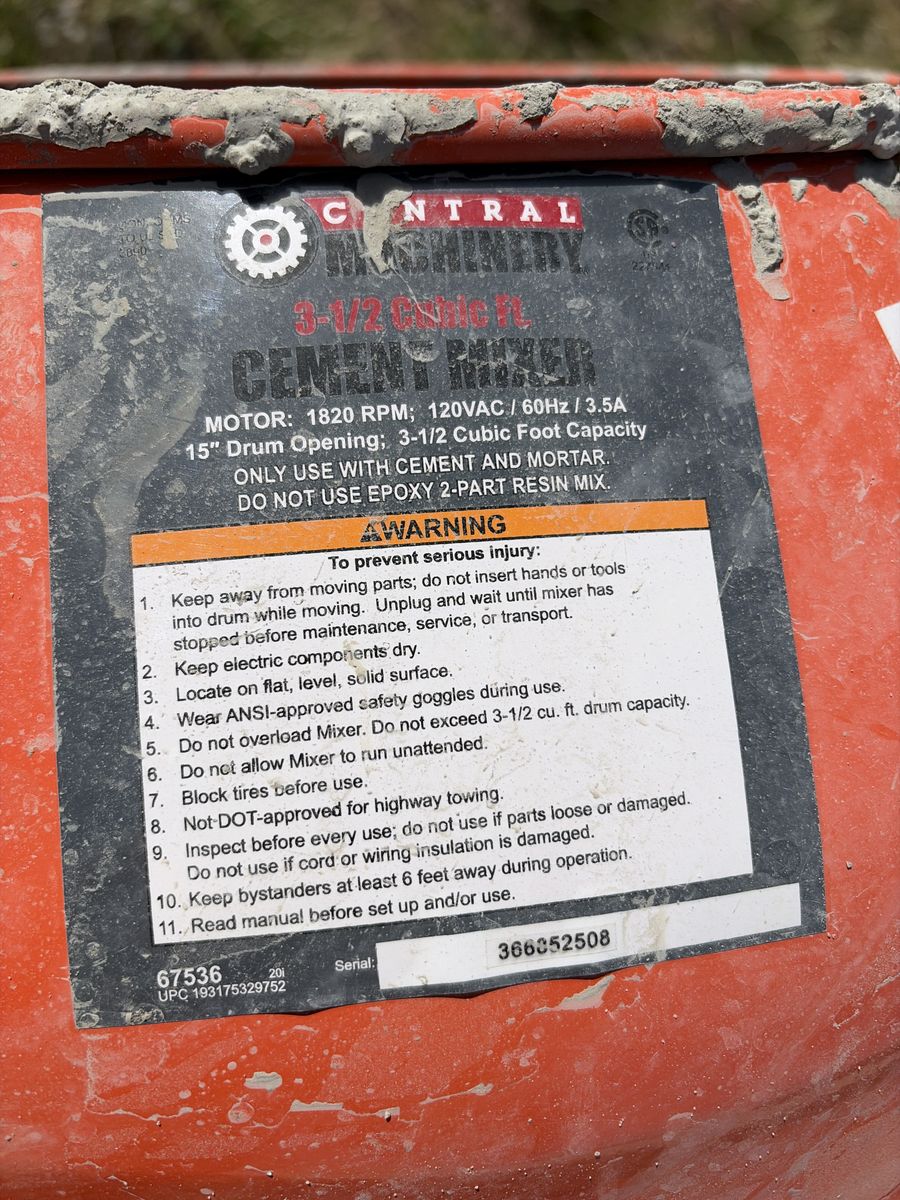 CENTRAL
MACHINERY
3-1/2 Cubic Ft.
CEMENT MIXER
MOTOR: 1820 RPM; 120VAC / 60Hz / 3.5A
15" Drum Opening; 3-1/2 Cubic Foot Capacity
ONLY USE WITH CEMENT AND MORTAR.
DO NOT USE EPOXY 2-PART RESIN MIX.
⚠WARNING
To prevent serious injury:
1. Keep away from moving parts; do not insert hands or tools
into drum while moving. Unplug and wait until mixer has
stopped before maintenance, service, or transport.
2. Keep electric components dry.
3. Locate on flat, level, solid surface.
4. Wear ANSI-approved safety goggles during use.
5. Do not overload Mixer. Do not exceed 3-1/2 cu. ft. drum capacity.
6. Do not allow Mixer to run unattended.
7. Block tires before use.
8. Not DOT-approved for highway towing.
9. Inspect before every use; do not use if parts loose or damaged.
Do not use if cord or wiring insulation is damaged.
10. Keep bystanders at least 6 feet away during operation.
11. Read manual before set up and/or use.
67536 20i
UPC 193175329752
Serial: 366352508